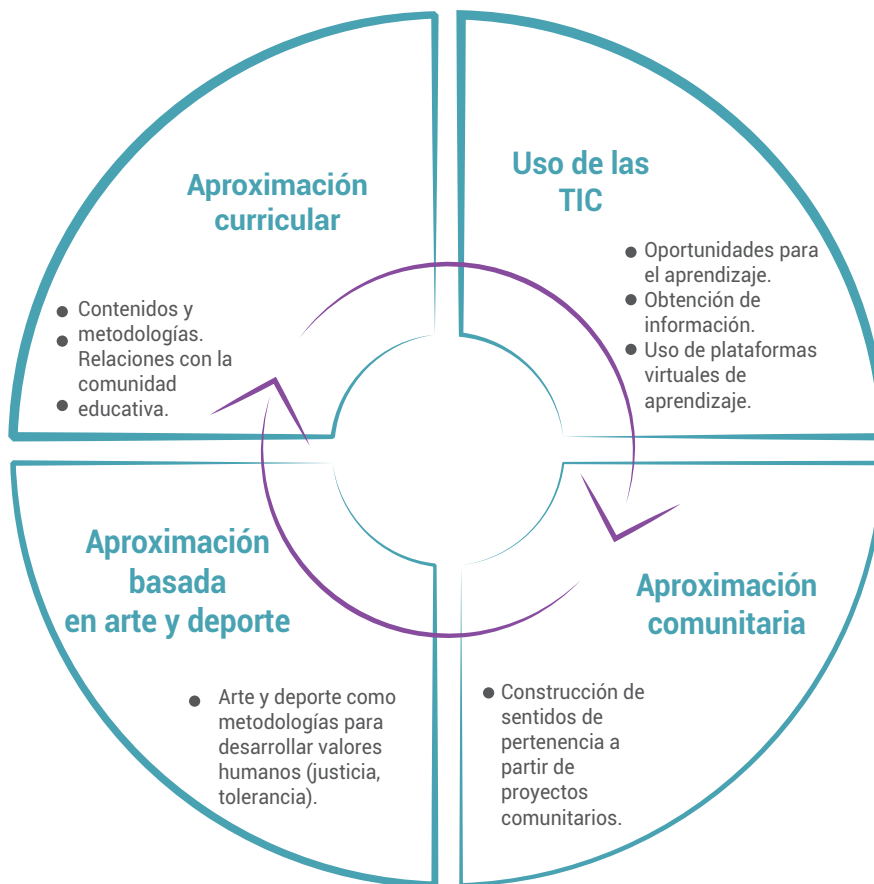 Aproximación
curricular
● Contenidos y
● metodologías.
Relaciones con la
comunidad
● educativa.
Uso de las
TIC
● Oportunidades para
el aprendizaje.
● Obtención de
información.
● Uso de plataformas
virtuales de
aprendizaje.
Aproximación
basada
en arte y deporte
● Arte y deporte como
metodologías para
desarrollar valores
humanos (justicia,
tolerancia).
Aproximación
comunitaria
● Construcción de
sentidos de
pertenencia a
partir de
proyectos
comunitarios.